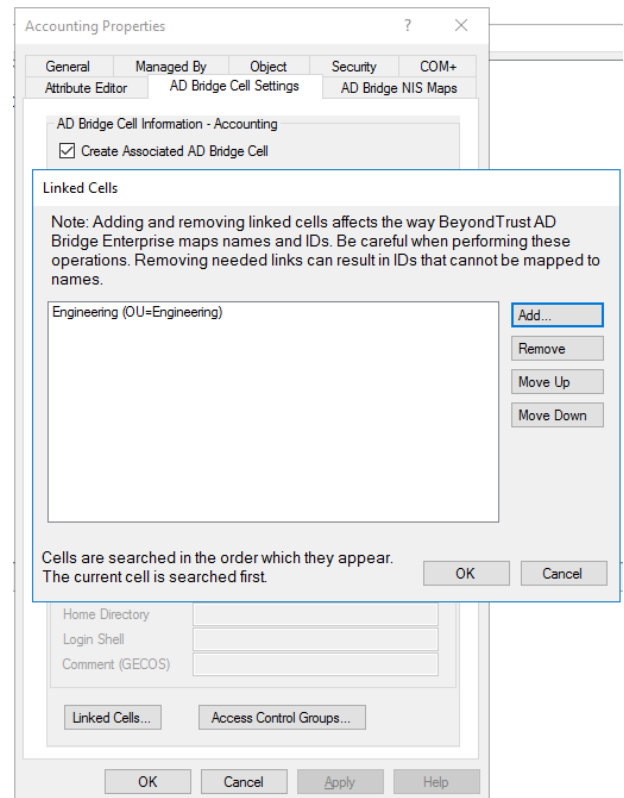 Accounting Properties ?
General Managed By Object Security COM+
Attribute Editor AD Bridge Cell Settings AD Bridge NIS Maps
AD Bridge Cell Information - Accounting
Create Associated AD Bridge Cell
Linked Cells
Note: Adding and removing linked cells affects the way BeyondTrust AD
Bridge Enterprise maps names and IDs. Be careful when performing these
operations. Removing needed links can result in IDs that cannot be mapped to
names.
Engineering (OU=Engineering)
Add...
Remove
Move Up
Move Down
Cells are searched in the order which they appear.
The current cell is searched first.
OK Cancel
Home Directory
Login Shell
Comment (GECOS)
Linked Cells... Access Control Groups...
OK Cancel Apply Help